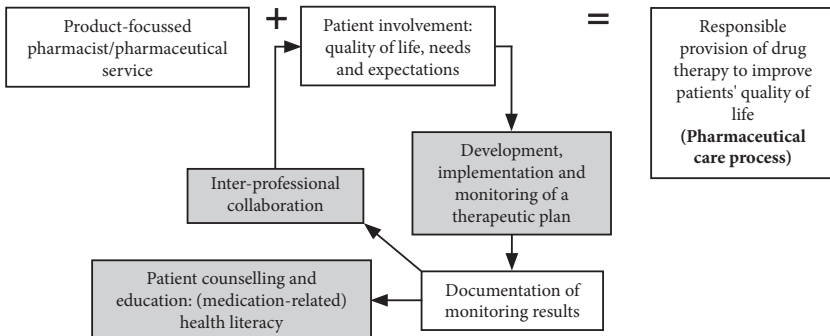 Product-focussed
pharmacist/pharmaceutical
service
+
Patient involvement:
quality of life, needs
and expectations
=
Responsible
provision of drug
therapy to improve
patients' quality of
life
(Pharmaceutical
care process)
Development,
implementation and
monitoring of a
therapeutic plan
Inter-professional
collaboration
Patient counselling and
education: (medication-related)
health literacy
Documentation of
monitoring results